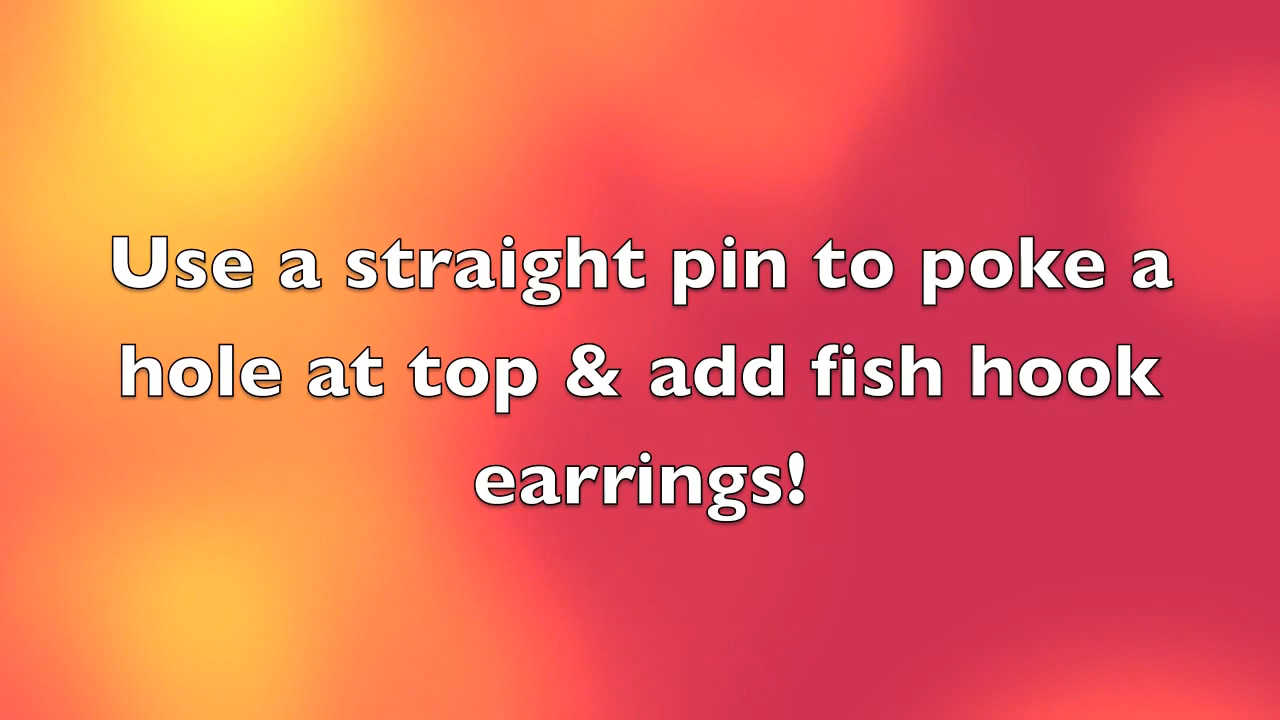 Use a straight pin to poke a
hole at top & add fish hook
earrings!